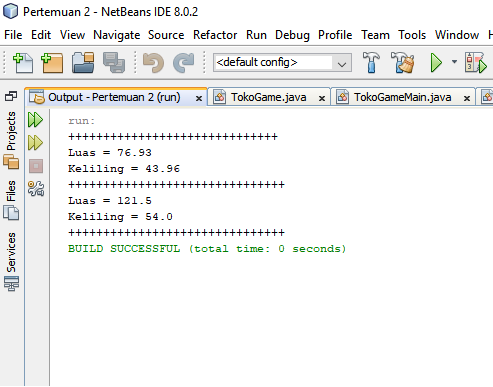 Pertemuan 2 - NetBeans IDE 8.0.2
File Edit View Navigate Source Refactor Run Debug Profile Team Tools Window
<default config>
Output - Pertemuan 2 (run) × TokoGame.java × TokoGameMain.java ×
Projects
Files
Services
run:
++++++++++++++++++++++++++++++
Luas = 76.93
Keliling = 43.96
+++++++++++++++++++++++++++++++
Luas = 121.5
Keliling = 54.0
+++++++++++++++++++++++++++++++
BUILD SUCCESSFUL (total time: 0 seconds)